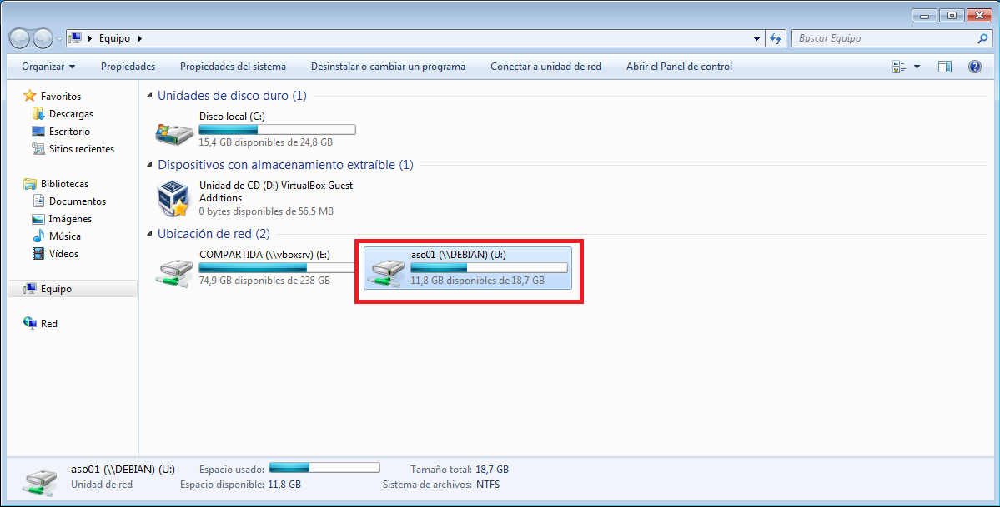 Equipo
Buscar Equipo
Organizar
Propiedades
Propiedades del sistema
Desinstalar o cambiar un programa
Conectar a unidad de red
Abrir el Panel de control
Favoritos
Descargas
Escritorio
Sitios recientes
Bibliotecas
Documentos
Imágenes
Música
Vídeos
Equipo
Red
Unidades de disco duro (1)
Disco local (C:)
15,4 GB disponibles de 24,8 GB
Dispositivos con almacenamiento extraíble (1)
Unidad de CD (D:) VirtualBox Guest
Additions
0 bytes disponibles de 56,5 MB
Ubicación de red (2)
COMPARTIDA (\\vboxsrv) (E:)
74,9 GB disponibles de 238 GB
aso01 (\\DEBIAN) (U:)
11,8 GB disponibles de 18,7 GB
aso01 (\\DEBIAN) (U:)
Unidad de red
Espacio usado:
Espacio disponible: 11,8 GB
Tamaño total: 18,7 GB
Sistema de archivos: NTFS